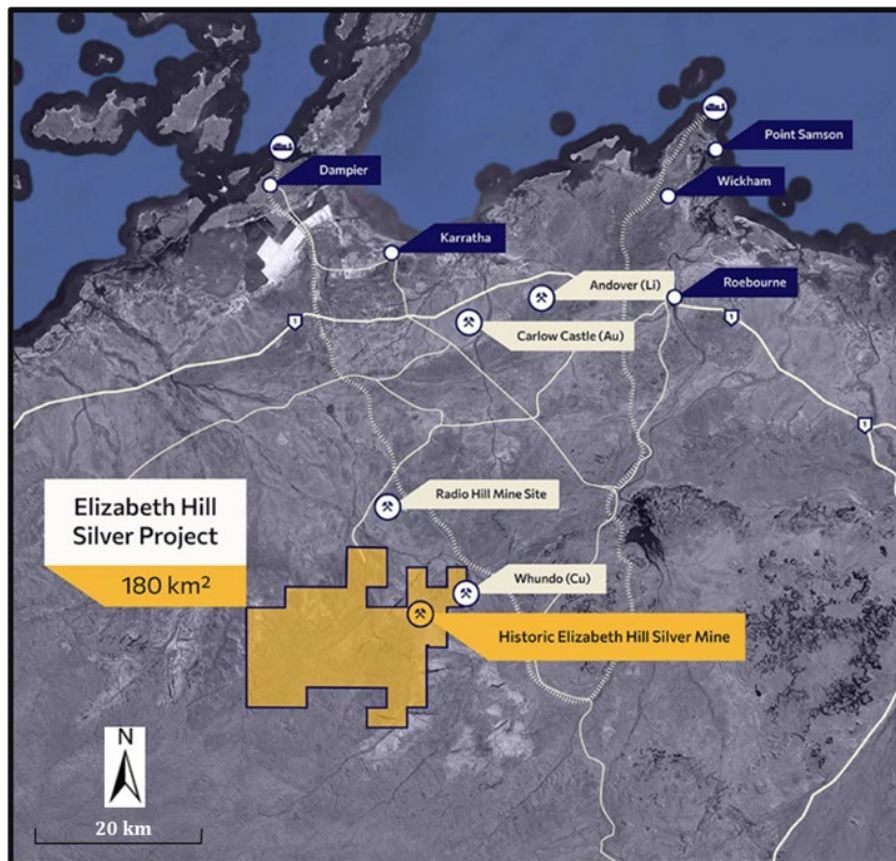 Point Samson
Dampier
Wickham
Karratha
Andover (Li)
Roebourne
1
1
Carlow Castle (Au)
1
Radio Hill Mine Site
Elizabeth Hill
Silver Project
180 km²
Whundo (Cu)
Historic Elizabeth Hill Silver Mine
N
20 km